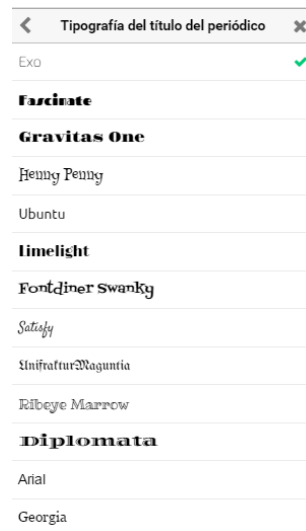 Tipografía del título del periódico
Exo
Fascinate
Gravitas One
Henny Penny
Ubuntu
Limelight
Fontdiner Swanky
Satisfy
UnifrakturMaguntia
Ribeye Marrow
Diplomata
Arial
Georgia